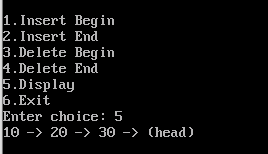 1.Insert Begin
2.Insert End
3.Delete Begin
4.Delete End
5.Display
6.Exit
Enter choice: 5
10 -> 20 -> 30 -> (head)